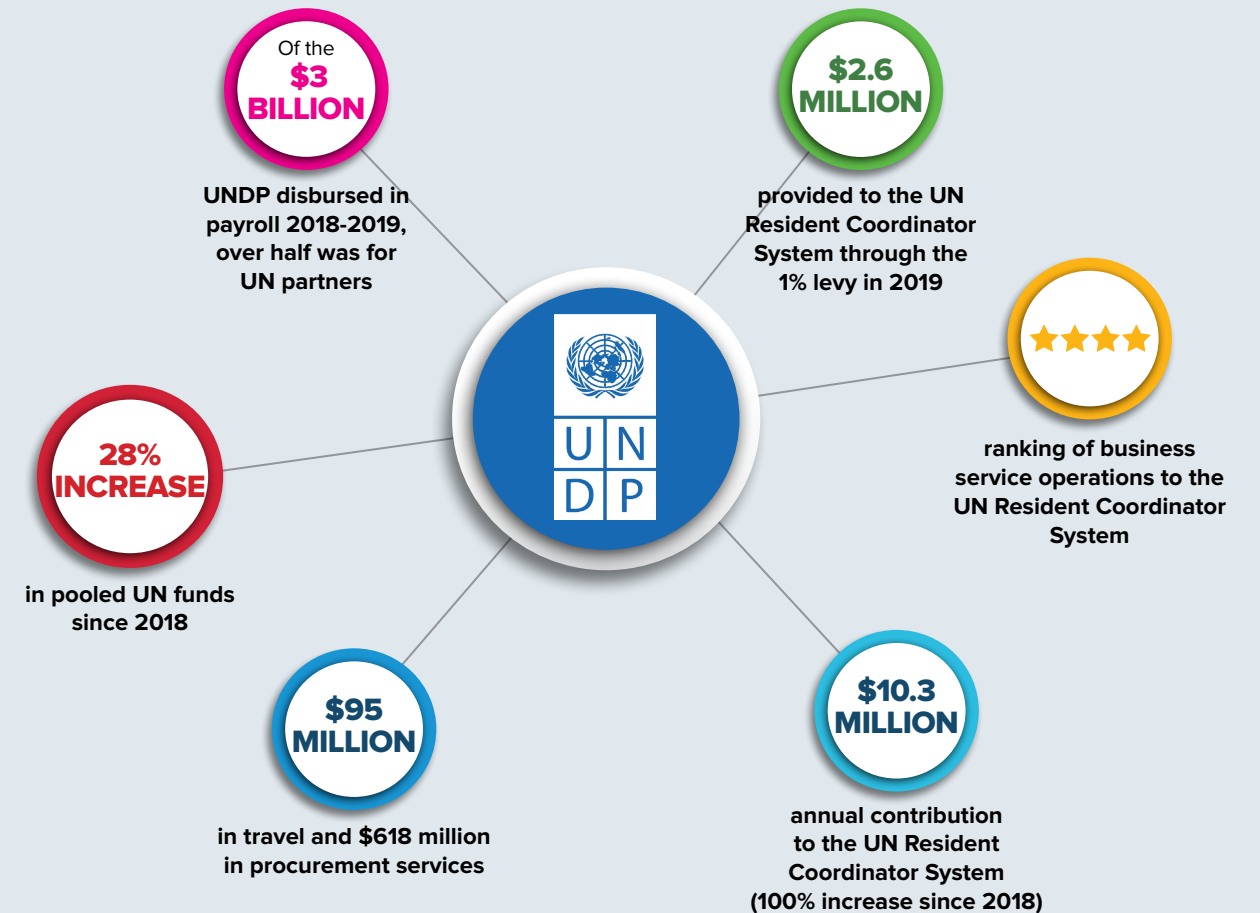 Of the
$3
BILLION
UNDP disbursed in
payroll 2018-2019,
over half was for
UN partners
$2.6
MILLION
provided to the UN
Resident Coordinator
System through the
1% levy in 2019
ranking of business
service operations to the
UN Resident Coordinator
System
U N
D P
28%
INCREASE
in pooled UN funds
since 2018
$95
MILLION
in travel and $618 million
in procurement services
$10.3
MILLION
annual contribution
to the UN Resident
Coordinator System
(100% increase since 2018)